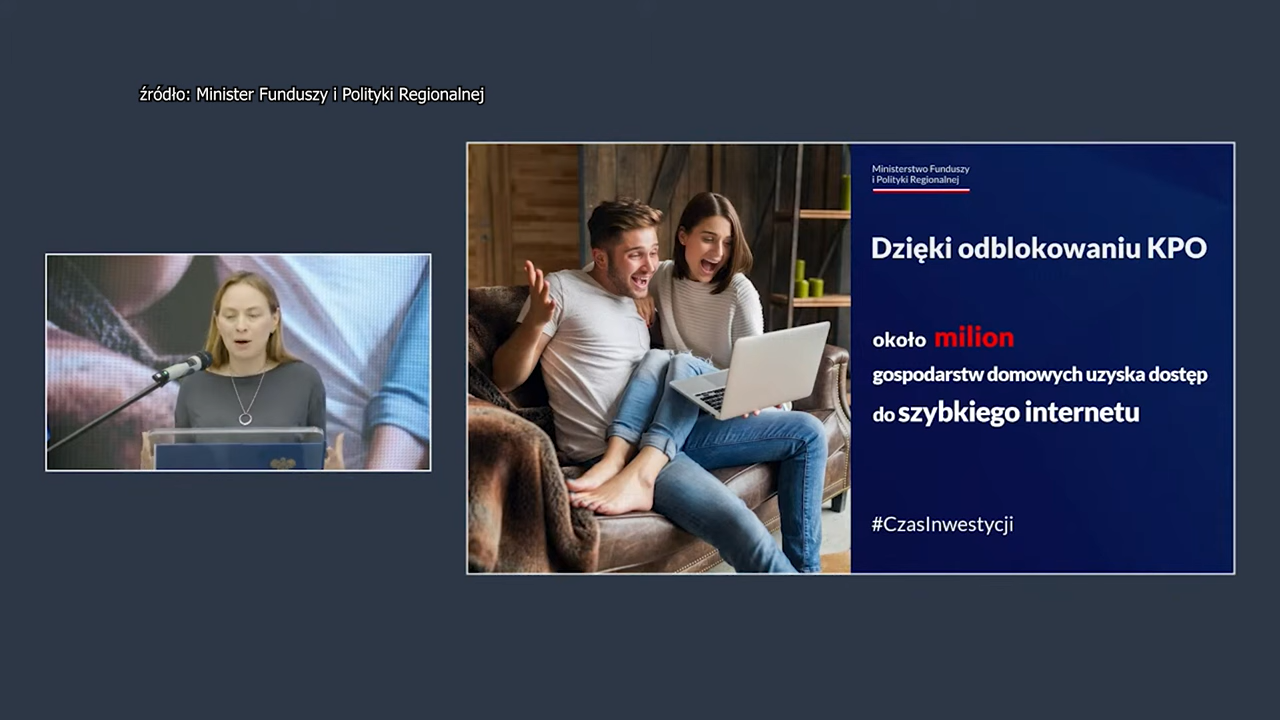 źródło: Minister Funduszy i Polityki Regionalnej
Ministerstwo Funduszy
i Polityki Regionalnej
Dzięki odblokowaniu KPO
około milion
gospodarstw domowych uzyska dostęp
do szybkiego internetu
#CzasInwestycji